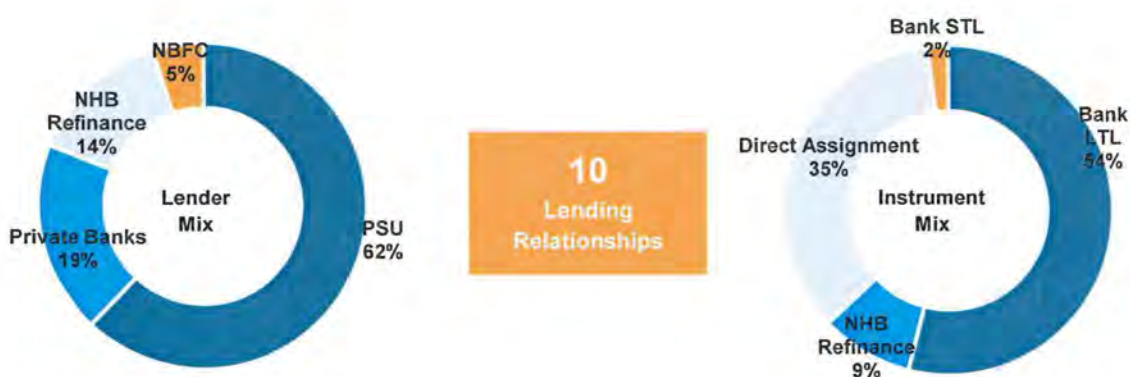 NBFC
5%
NHB
Refinance
14%
Lender
Mix
Private Banks
19%
PSU
62%
10
Lending
Relationships
Bank STL
2%
Bank
LTL
54%
Direct Assignment
35%
Instrument
Mix
NHB
Refinance
9%